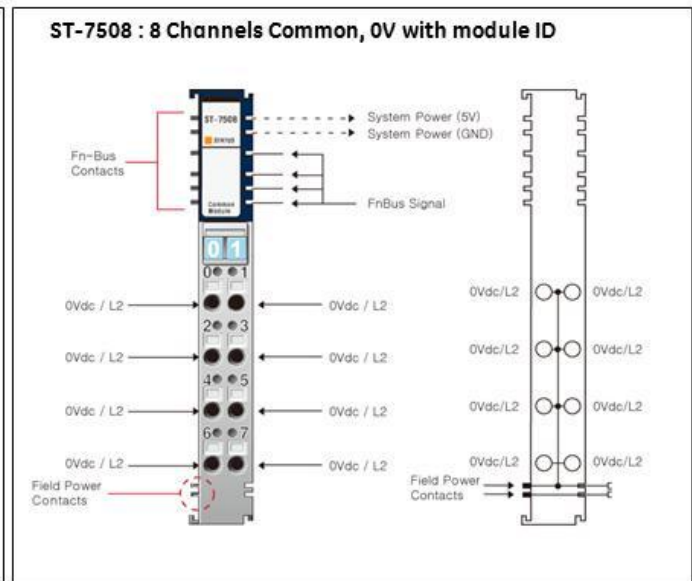 ST-7508 : 8 Channels Common, 0V with module ID
ST-7508
STATUS
Common
Module
System Power (5V)
System Power (GND)
Fn-Bus
Contacts
FnBus Signal
0 1
0 1
0Vdc / L2
0Vdc / L2
2 3
0Vdc / L2
0Vdc / L2
4 5
0Vdc / L2
0Vdc / L2
6 7
0Vdc / L2
0Vdc / L2
Field Power
Contacts
0Vdc/L2
0Vdc/L2
0Vdc/L2
0Vdc/L2
0Vdc/L2
0Vdc/L2
0Vdc/L2
0Vdc/L2
Field Power
Contacts